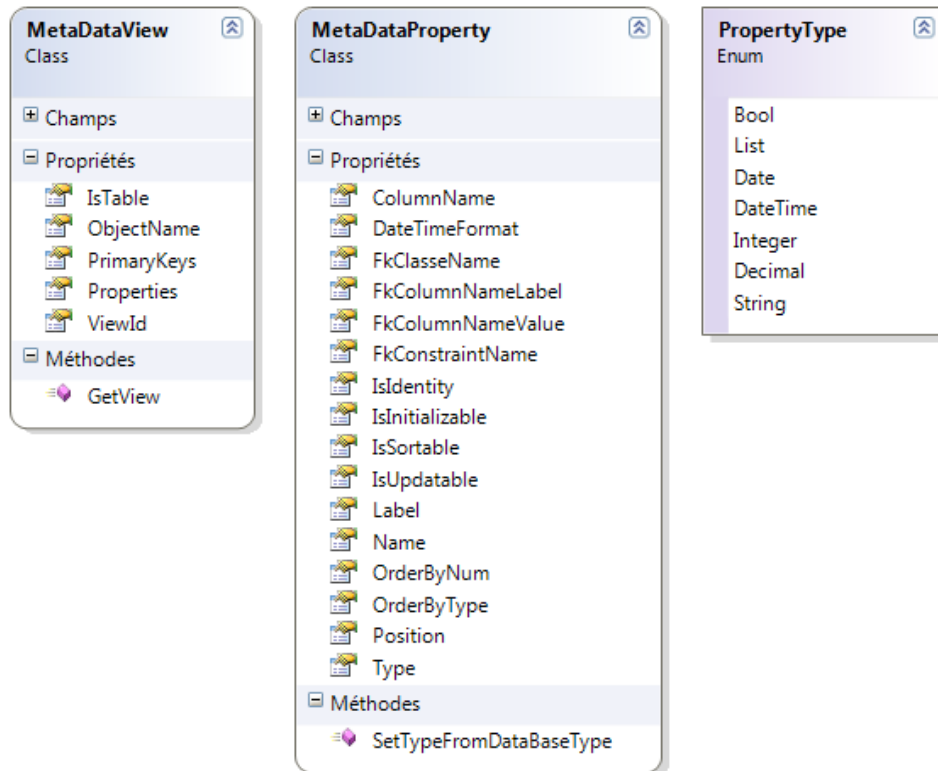 MetaDataView
Class
Champs
Propriétés
IsTable
ObjectName
PrimaryKeys
Properties
ViewId
Méthodes
GetView
MetaDataProperty
Class
Champs
Propriétés
ColumnName
DateTimeFormat
FkClasseName
FkColumnNameLabel
FkColumnNameValue
FkConstraintName
IsIdentity
IsInitializable
IsSortable
IsUpdatable
Label
Name
OrderByNum
OrderByType
Position
Type
Méthodes
SetTypeFromDataBaseType
PropertyType
Enum
Bool
List
Date
DateTime
Integer
Decimal
String